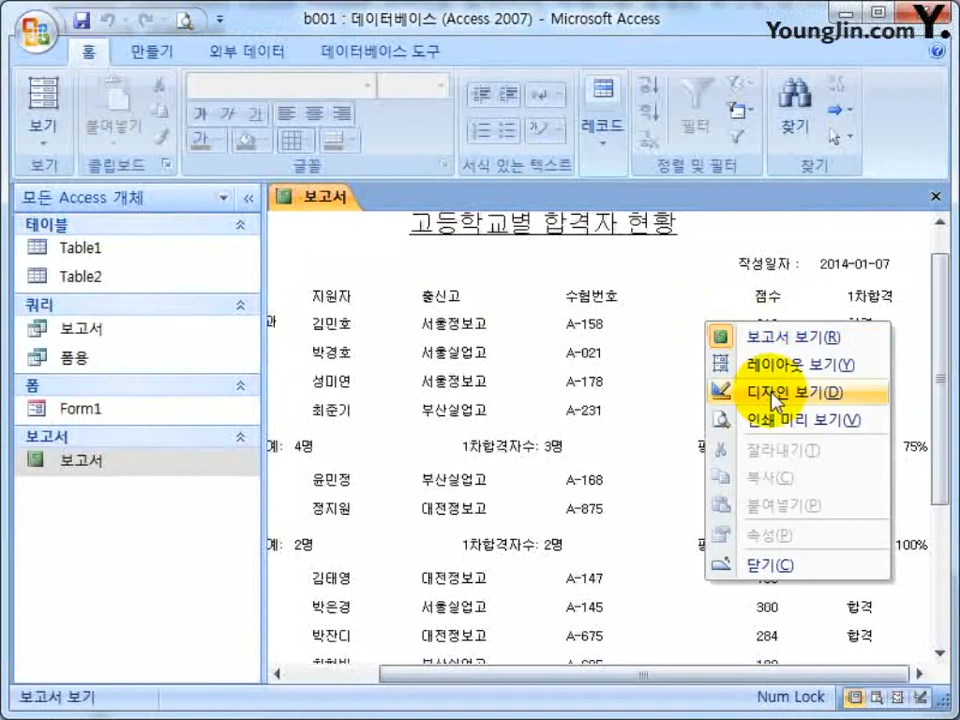 b001 : 데이터베이스 (Access 2007) - Microsoft Access
YoungJin.com Y.
홈 만들기 외부 데이터 데이터베이스 도구
보기 붙여넣기 가 가 가 레코드 필터 찾기
보기 클립보드 글꼴 서식 있는 텍스트 정렬 및 필터 찾기
모든 Access 개체
테이블
Table1
Table2
쿼리
보고서
폼용
폼
Form1
보고서
보고서
보고서
고등학교별 합격자 현황
작성일자 : 2014-01-07
지원자 출신고 수험번호 점수 1차합격
과 김민호 서울정보고 A-158
박경호 서울실업고 A-021
성미연 서울정보고 A-178
최준기 부산실업고 A-231
계: 4명 1차합격자수: 3명 75%
윤민정 부산실업고 A-168
정지원 대전정보고 A-875
계: 2명 1차합격자수: 2명 100%
김태영 대전정보고 A-147
박은경 서울실업고 A-145 300 합격
박잔디 대전정보고 A-675 284 합격
보고서 보기(R)
레이아웃 보기(Y)
디자인 보기(D)
인쇄 미리 보기(V)
잘라내기(T)
복사(C)
붙여넣기(P)
속성(P)
닫기(C)
보고서 보기 Num Lock